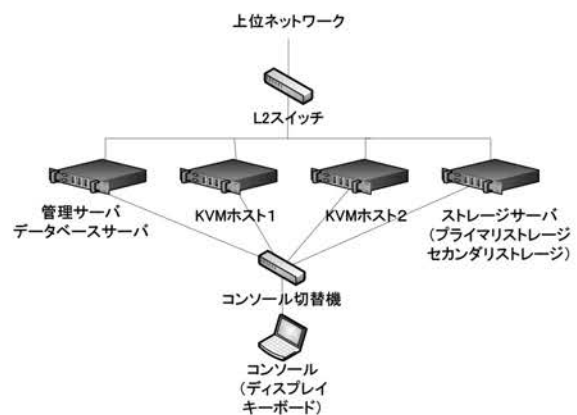 上位ネットワーク
L2スイッチ
管理サーバ
データベースサーバ
KVMホスト1
KVMホスト2
ストレージサーバ
（プライマリストレージ
セカンダリストレージ）
コンソール切替機
コンソール
（ディスプレイ
キーボード）